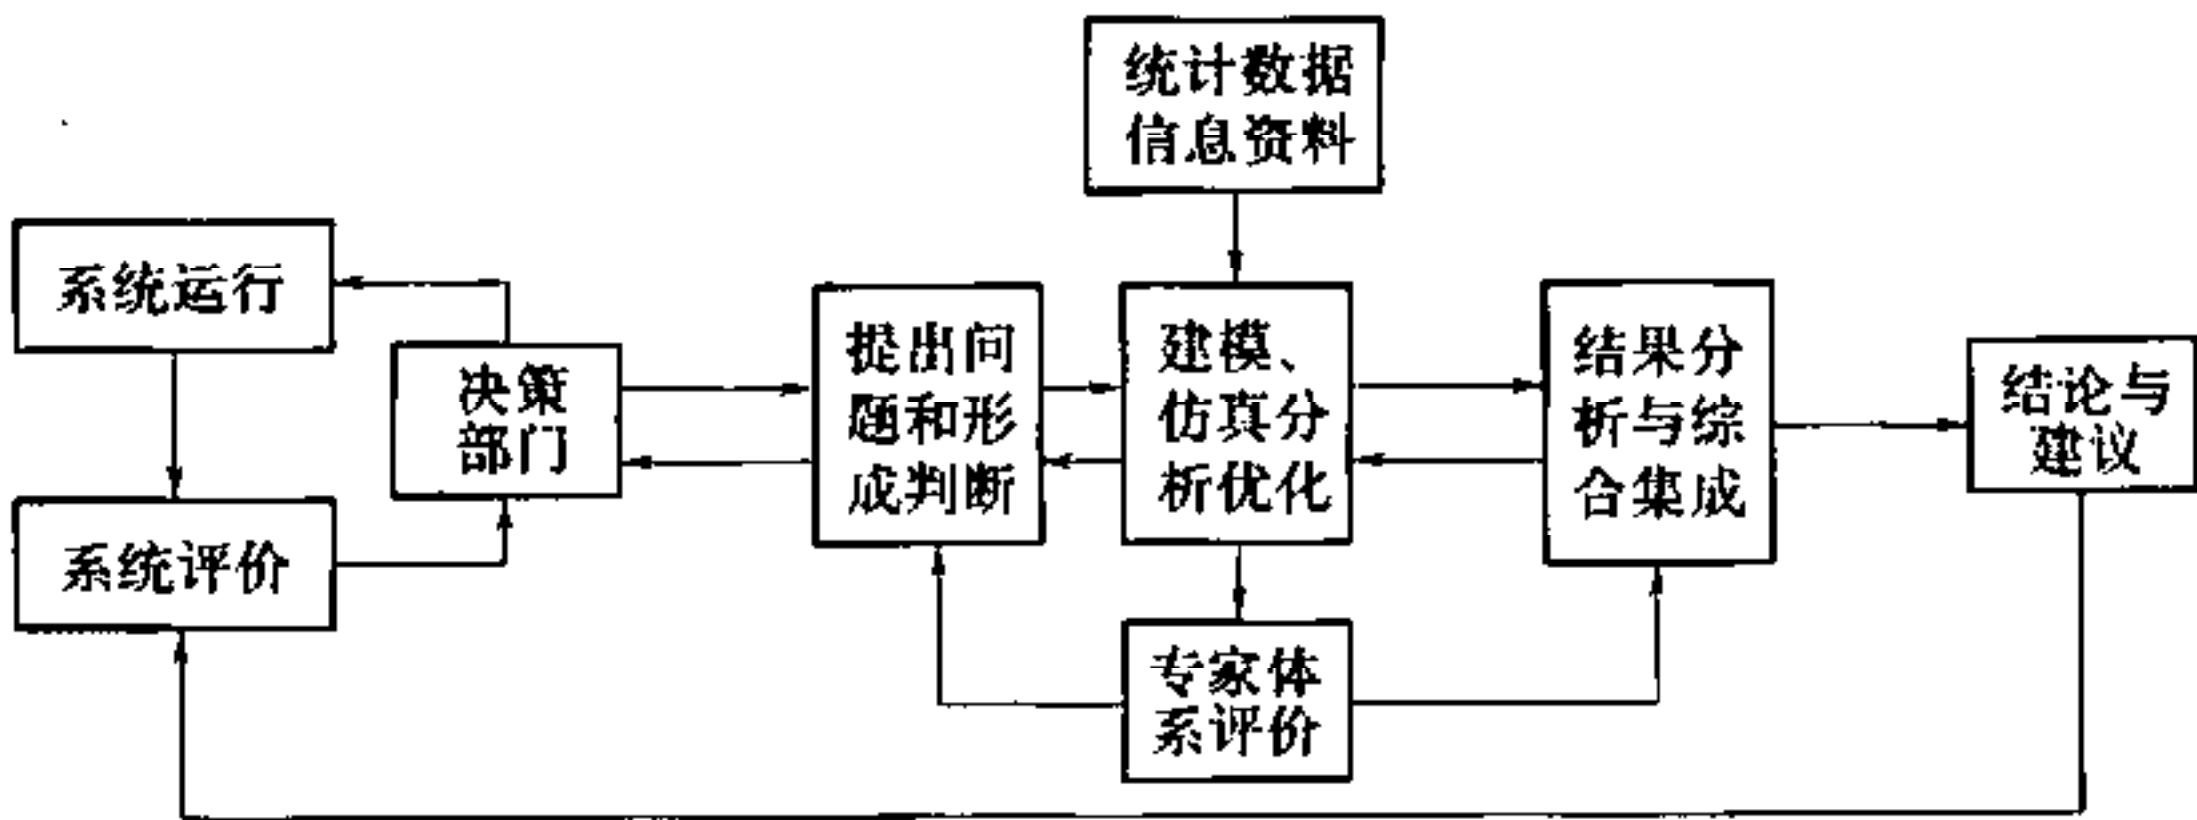 统计数据
信息资料
系统运行
决策
部门
系统评价
提出问
题和形
成判断
建模、
仿真分
析优化
结果分
析与综
合集成
结论与
建议
专家体
系评价